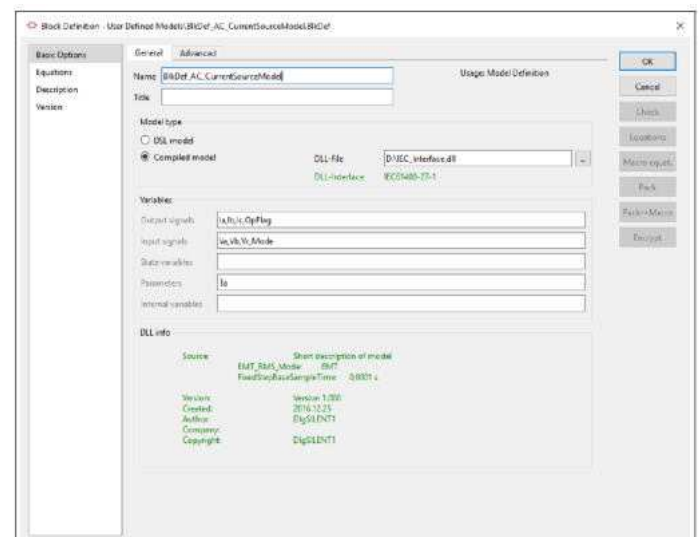 Block Definition - User Defined Models\BlkDef_AC_CurrentSourceModel.BlkDef
Basic Options
Equations
Description
Version
General Advanced
Name BlkDef_AC_CurrentSourceModel
Usage: Model Definition
Title
Model type
DSL model
Compiled model
DLL-File D:\IEC_Interface.dll ...
DLL-Interface IEC61400-27-1
Variables
Output signals Ia,Ib,Ic,OpFlag
Input signals Va,Vb,Vc,Mode
State variables
Parameters
Internal variables
DLL info
Source: Short description of model
EMT_RMS_Mode: EMT
FixedStepBaseSampleTime: 0,0001 s
Version: Version 1.000
Created: 2016.12.25
Author: DIgSILENT1
Company:
Copyright: DIgSILENT1
OK
Cancel
Check
Equations
Macro equat.
Pack
Pack->Macro
Encrypt